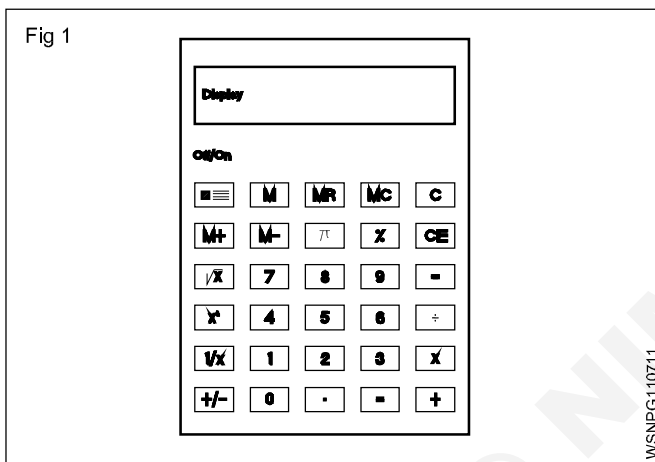 Fig 1
Display
Off/On
M MR MC C
M+ M- π % CE
√x 7 8 9 -
4 5 6 ÷
1/x 1 2 3 x
+/- 0 . = +
WSNPG110711